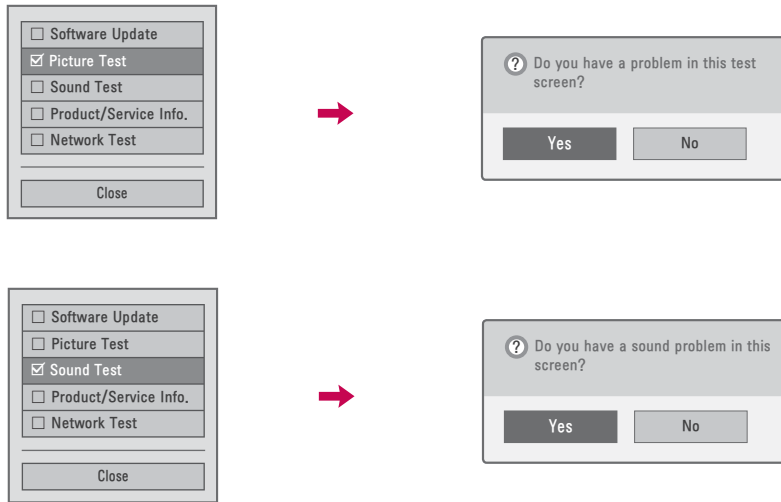 Software Update
Picture Test
Sound Test
Product/Service Info.
Network Test
Close
? Do you have a problem in this test
screen?
Yes No
Software Update
Picture Test
Sound Test
Product/Service Info.
Network Test
Close
? Do you have a sound problem in this
screen?
Yes No